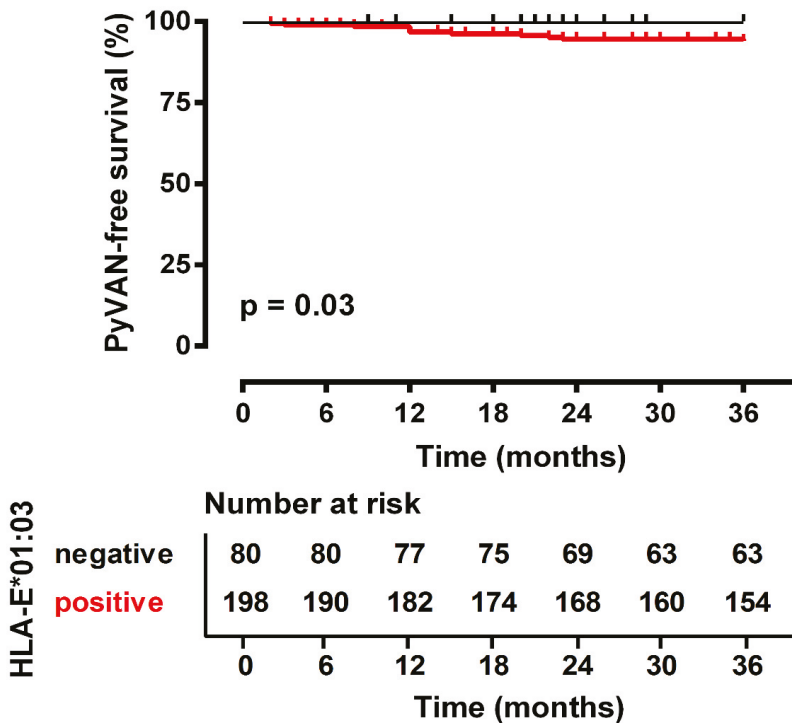 PyVAN-free survival (%)
100
75
50
25
0
p = 0.03
0 6 12 18 24 30 36
Time (months)
HLA-E*01:03
Number at risk
negative 80 80 77 75 69 63 63
positive 198 190 182 174 168 160 154
0 6 12 18 24 30 36
Time (months)